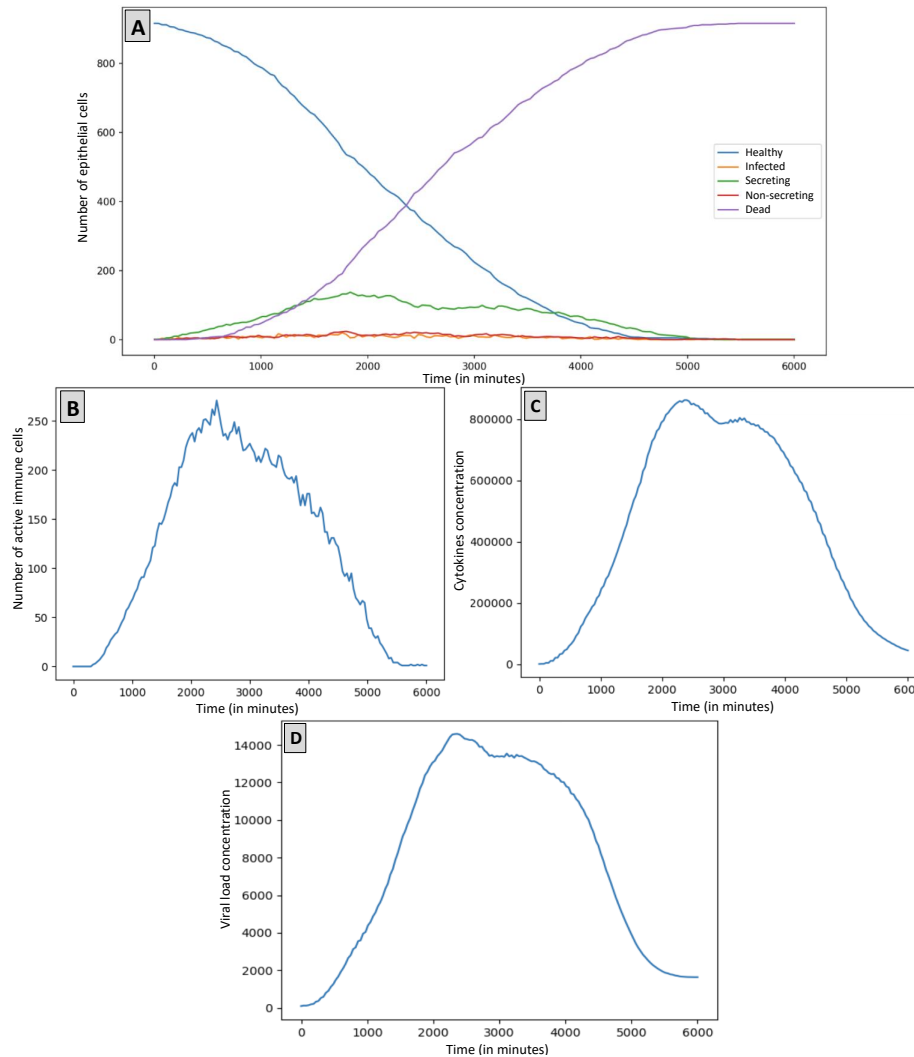 A
Number of epithelial cells
800
600
400
200
0
Healthy
Infected
Secreting
Non-secreting
Dead
0 1000 2000 3000 4000 5000 6000
Time (in minutes)
B
Number of active immune cells
250
200
150
100
50
0
0 1000 2000 3000 4000 5000 6000
Time (in minutes)
C
Cytokines concentration
800000
600000
400000
200000
0
0 1000 2000 3000 4000 5000 6000
Time (in minutes)
D
Viral load concentration
14000
12000
10000
8000
6000
4000
2000
0
0 1000 2000 3000 4000 5000 6000
Time (in minutes)